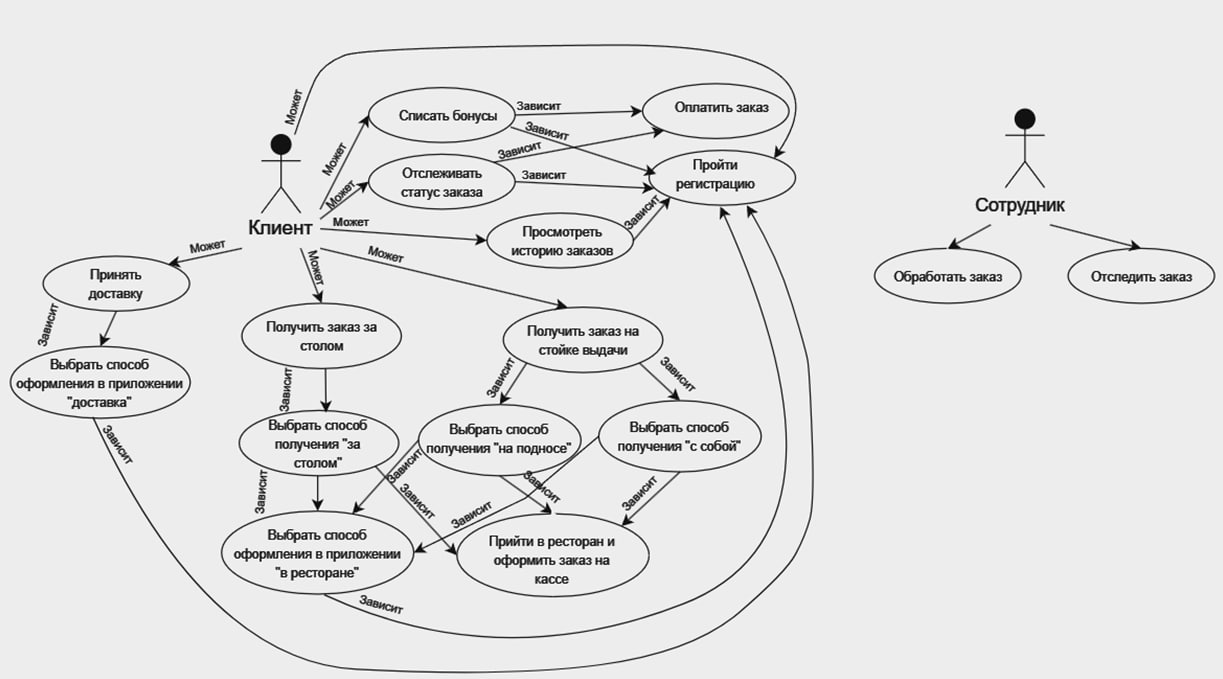 Может
Списать бонусы
Зависит
Оплатить заказ
Зависит
Может
Зависит
Отслеживать
статус заказа
Зависит
Пройти
регистрацию
Может
Клиент
Может
Просмотреть
историю заказов
Зависит
Сотрудник
Обработать заказ
Отследить заказ
Может
Принять
доставку
Зависит
Выбрать способ
оформления в приложении
"доставка"
Зависит
Может
Получить заказ за
столом
Зависит
Выбрать способ
получения "за
столом"
Зависит
Зависит
Может
Получить заказ на
стойке выдачи
Зависит
Зависит
Выбрать способ
получения "на подносе"
Выбрать способ
получения "с собой"
Зависит
Зависит
Зависит
Зависит
Выбрать способ
оформления в приложении
"в ресторане"
Прийти в ресторан и
оформить заказ на
кассе
Зависит